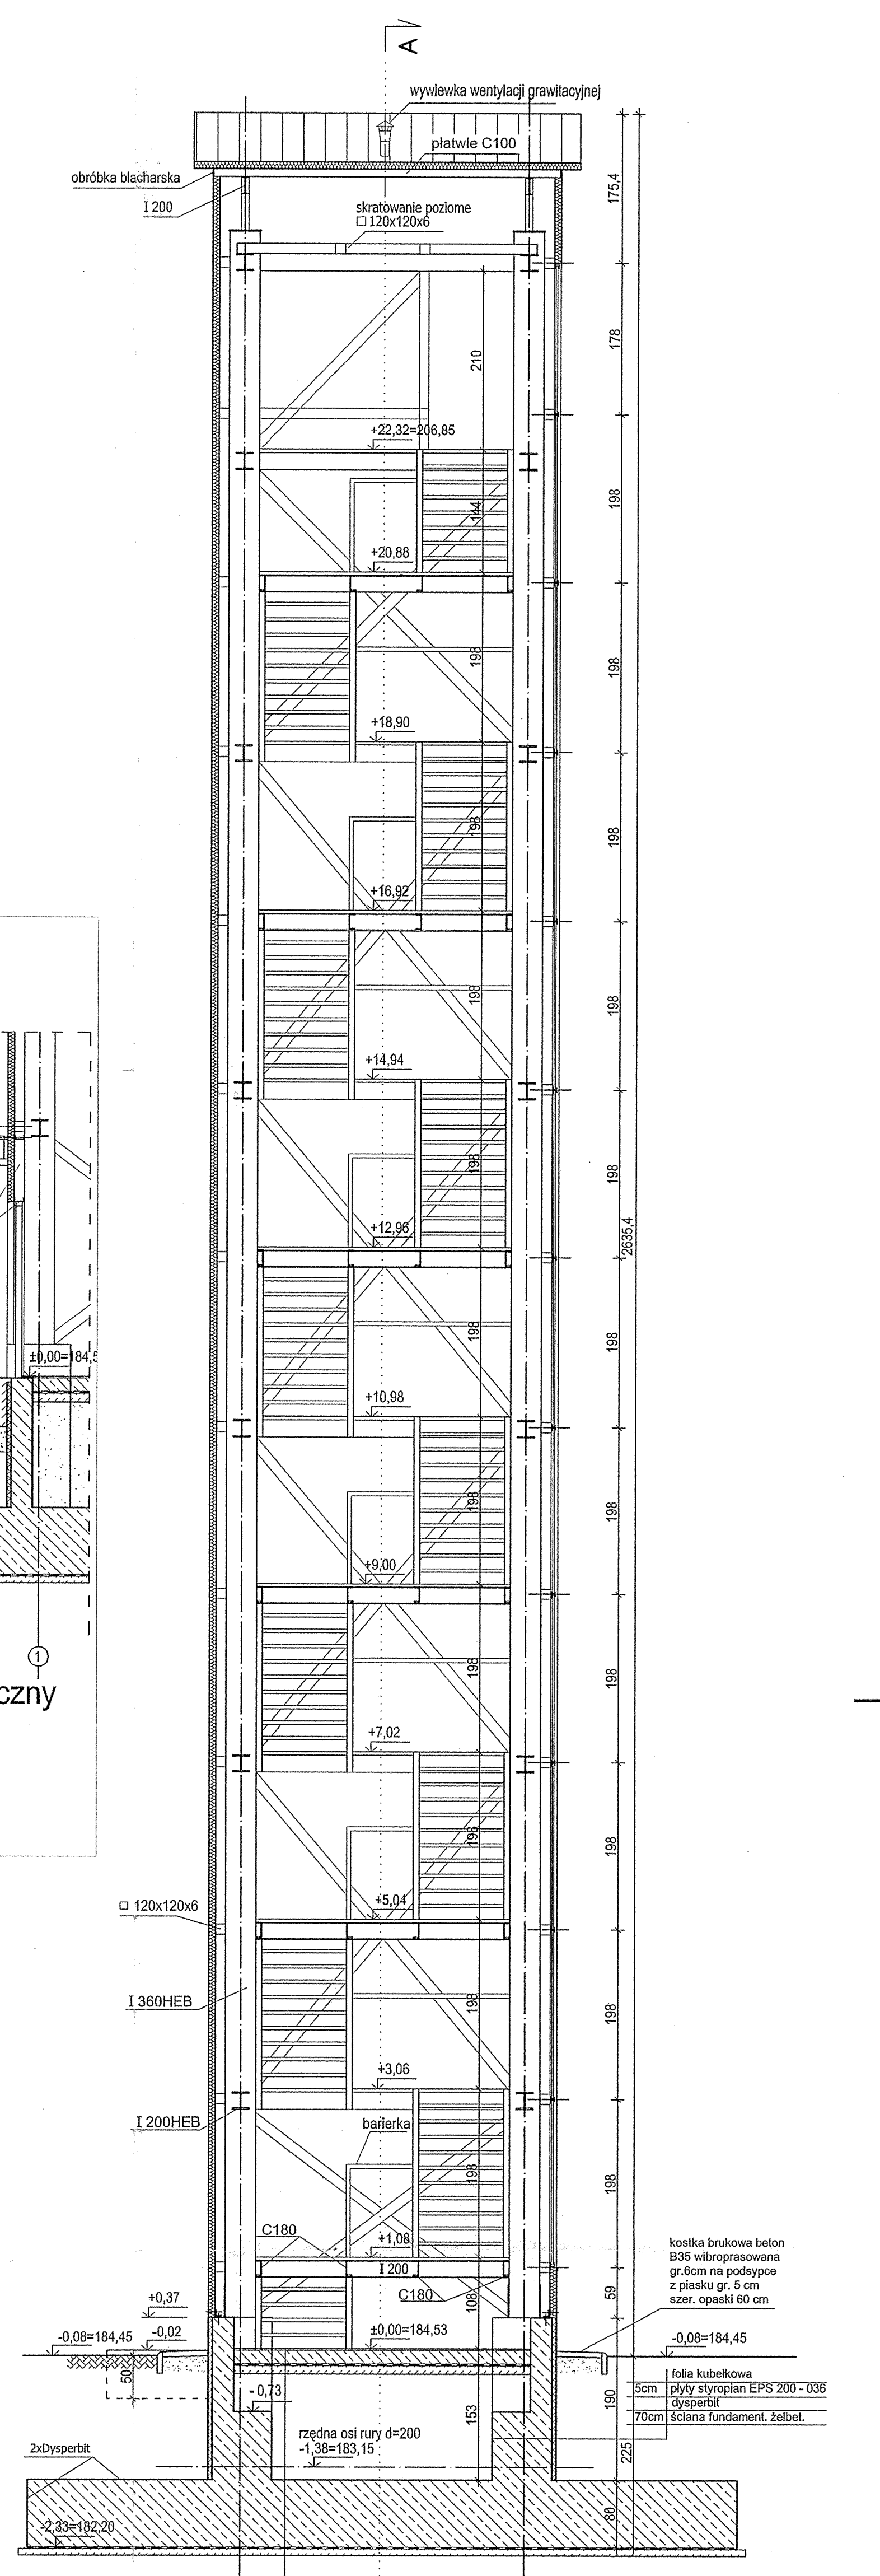 A
wywiewka wentylacji grawitacyjnej
płatwie C100
obróbka blacharska
I 200
skratowanie poziome
□ 120x120x6
175,4
178
210
+22,32=206,85
198
144
+20,88
198
198
+18,90
198
198
+16,92
198
198
+14,94
198
198
2635,4
+12,96
198
198
±0,00=184,5
+10,98
198
198
+9,00
1
czny
198
198
+7,02
198
198
□ 120x120x6
+5,04
I 360HEB
198
198
+3,06
I 200HEB
barierka
198
198
C180
+1,08
I 200
C180
108
59
kostka brukowa beton
B35 wibroprasowana
gr.6cm na podsypce
z piasku gr. 5 cm
szer. opaski 60 cm
+0,37
-0,08=184,45
-0,02
±0,00=184,53
-0,08=184,45
50
-0,73
153
190
folia kubełkowa
5cm płyty styropian EPS 200 - 036
dysperbit
70cm ściana fundament. żelbet.
rzędna osi rury d=200
-1,38=183,15
2xDysperbit
225
80
-2,33=182,20